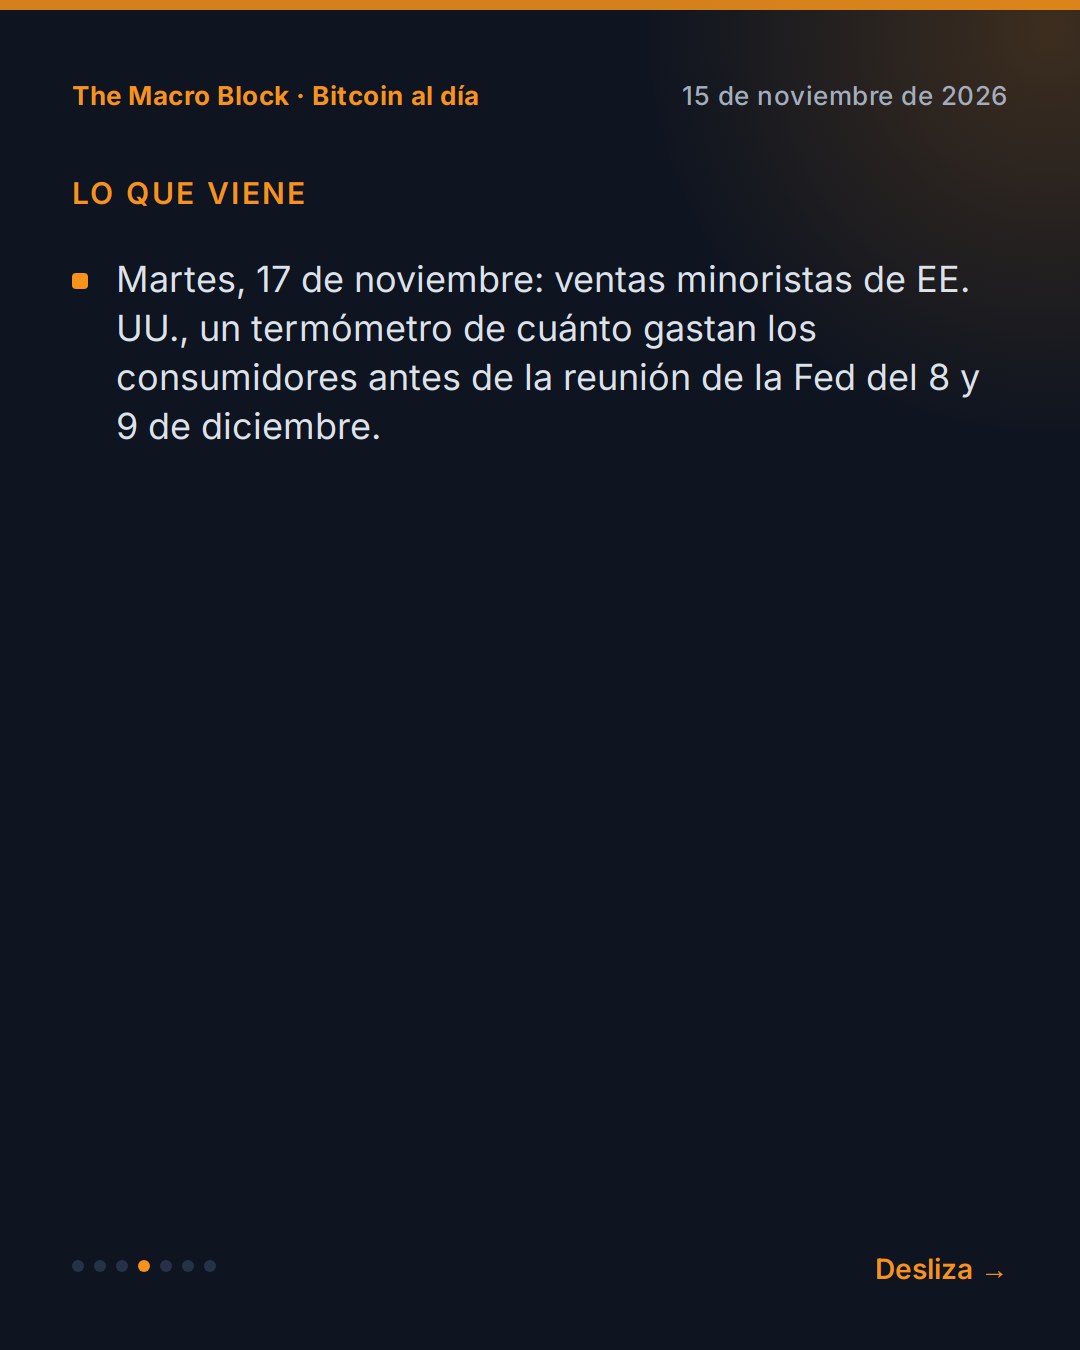 The Macro Block · Bitcoin al día
15 de noviembre de 2026
LO QUE VIENE
Martes, 17 de noviembre: ventas minoristas de EE.
UU., un termómetro de cuánto gastan los
consumidores antes de la reunión de la Fed del 8 y
9 de diciembre.
Desliza →